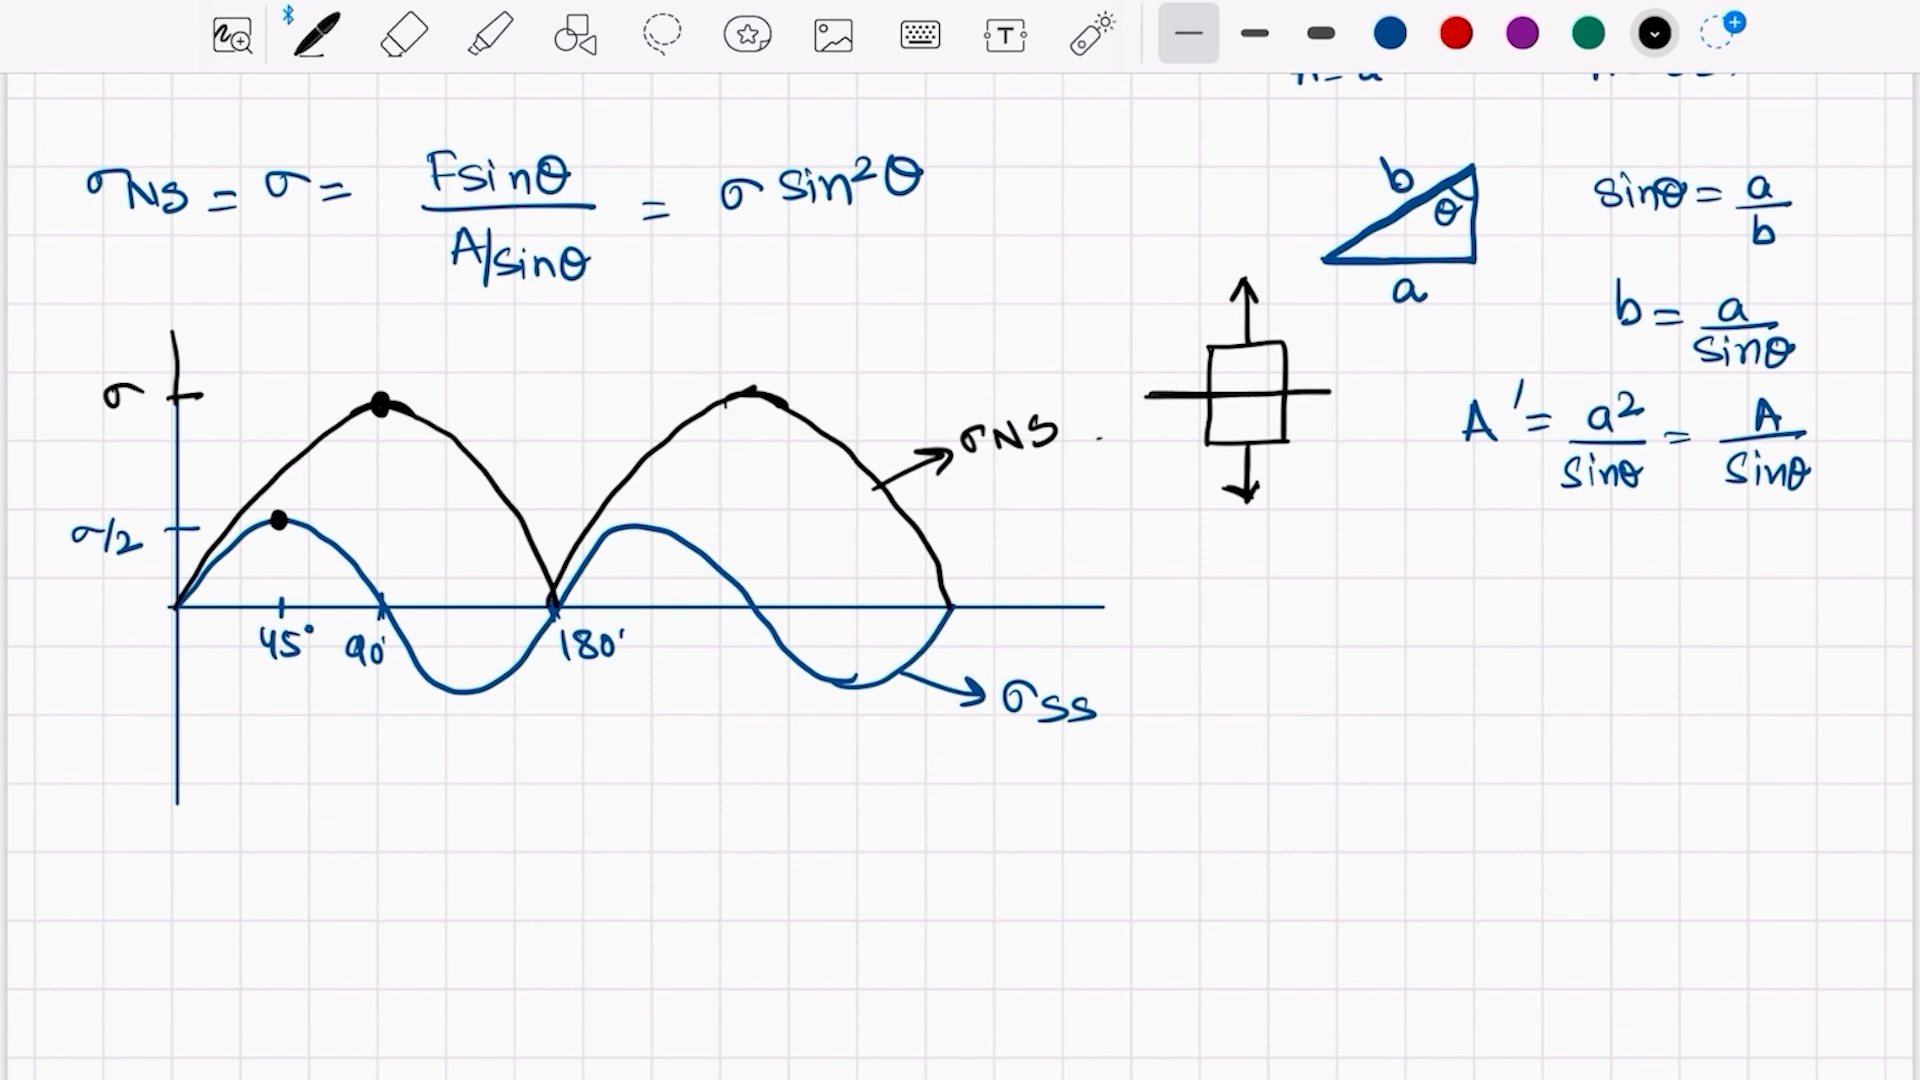 σNS = σ = Fsinθ / A/sinθ = σ sin²θ
b
θ
a
sinθ = a/b
b = a/sinθ
A' = a²/sinθ = A/sinθ
σ
σNS
σ/2
45° 90° 180°
σss
T